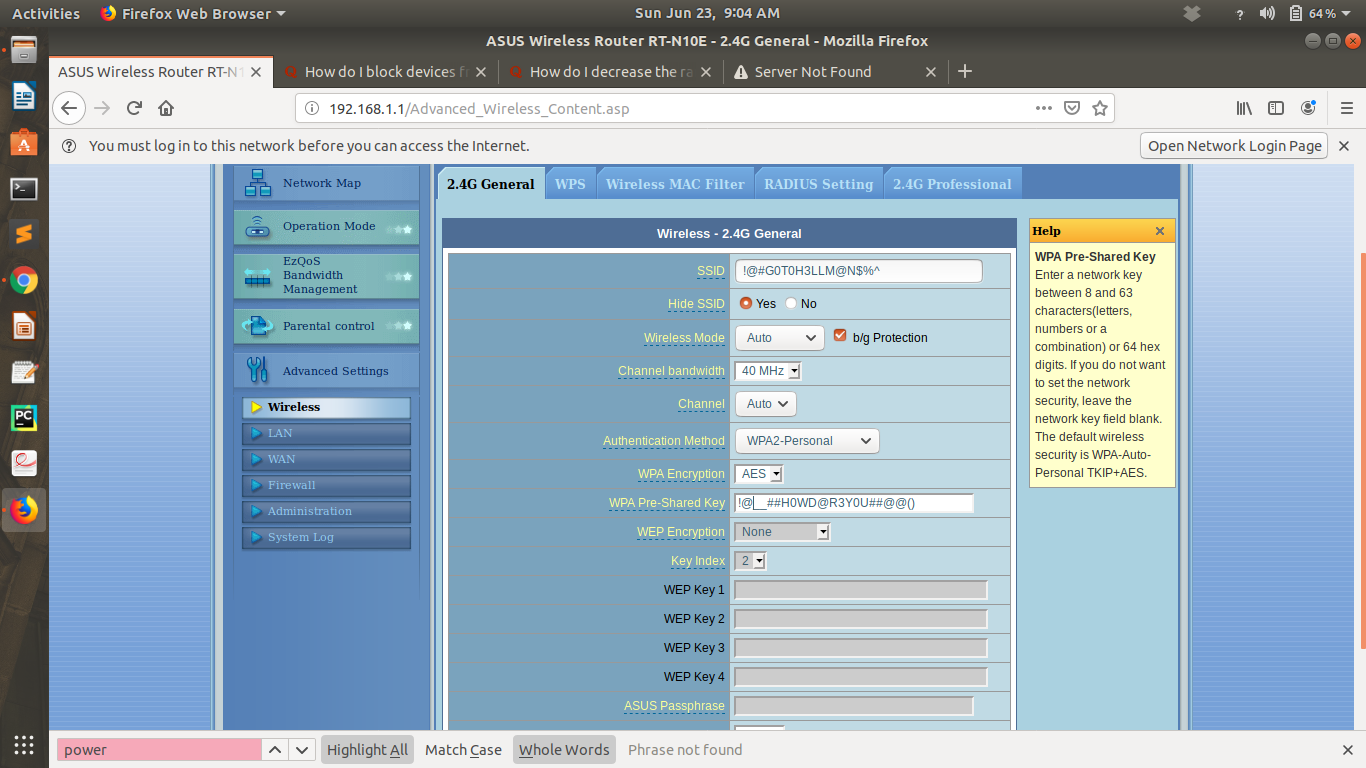 Activities Firefox Web Browser Sun Jun 23, 9:04 AM ? 64%
ASUS Wireless Router RT-N10E - 2.4G General - Mozilla Firefox
ASUS Wireless Router RT-N1 How do I block devices fr How do I decrease the ra Server Not Found
192.168.1.1/Advanced_Wireless_Content.asp
You must log in to this network before you can access the Internet. Open Network Login Page
Network Map
Operation Mode
EzQoS
Bandwidth
Management
Parental control
Advanced Settings
Wireless
LAN
WAN
Firewall
Administration
System Log
2.4G General WPS Wireless MAC Filter RADIUS Setting 2.4G Professional
Wireless - 2.4G General
SSID !@#G0T0H3LLM@N$%^
Hide SSID Yes No
Wireless Mode Auto b/g Protection
Channel bandwidth 40 MHz
Channel Auto
Authentication Method WPA2-Personal
WPA Encryption AES
WPA Pre-Shared Key !@__##H0WD@R3Y0U##@@()
WEP Encryption None
Key Index 2
WEP Key 1
WEP Key 2
WEP Key 3
WEP Key 4
ASUS Passphrase
Help
WPA Pre-Shared Key
Enter a network key
between 8 and 63
characters(letters,
numbers or a
combination) or 64 hex
digits. If you do not want
to set the network
security, leave the
network key field blank.
The default wireless
security is WPA-Auto-
Personal TKIP+AES.
power Highlight All Match Case Whole Words Phrase not found